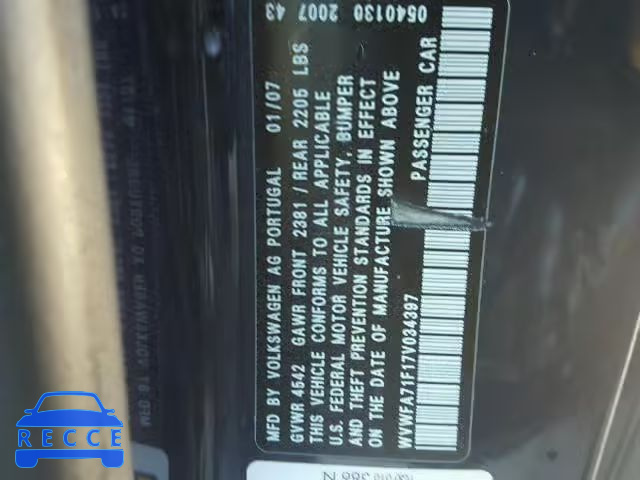 0540130 2007 43
MFD BY VOLKSWAGEN AG PORTUGAL 01/07
GVWR 4542 GAWR FRONT 2381 / REAR 2205 LBS
THIS VEHICLE CONFORMS TO ALL APPLICABLE
U.S. FEDERAL MOTOR VEHICLE SAFETY, BUMPER
AND THEFT PREVENTION STANDARDS IN EFFECT
ON DATE OF MANUFACTURE SHOWN ABOVE
WVWFA71F17V034397 PASSENGER CAR
RECCE